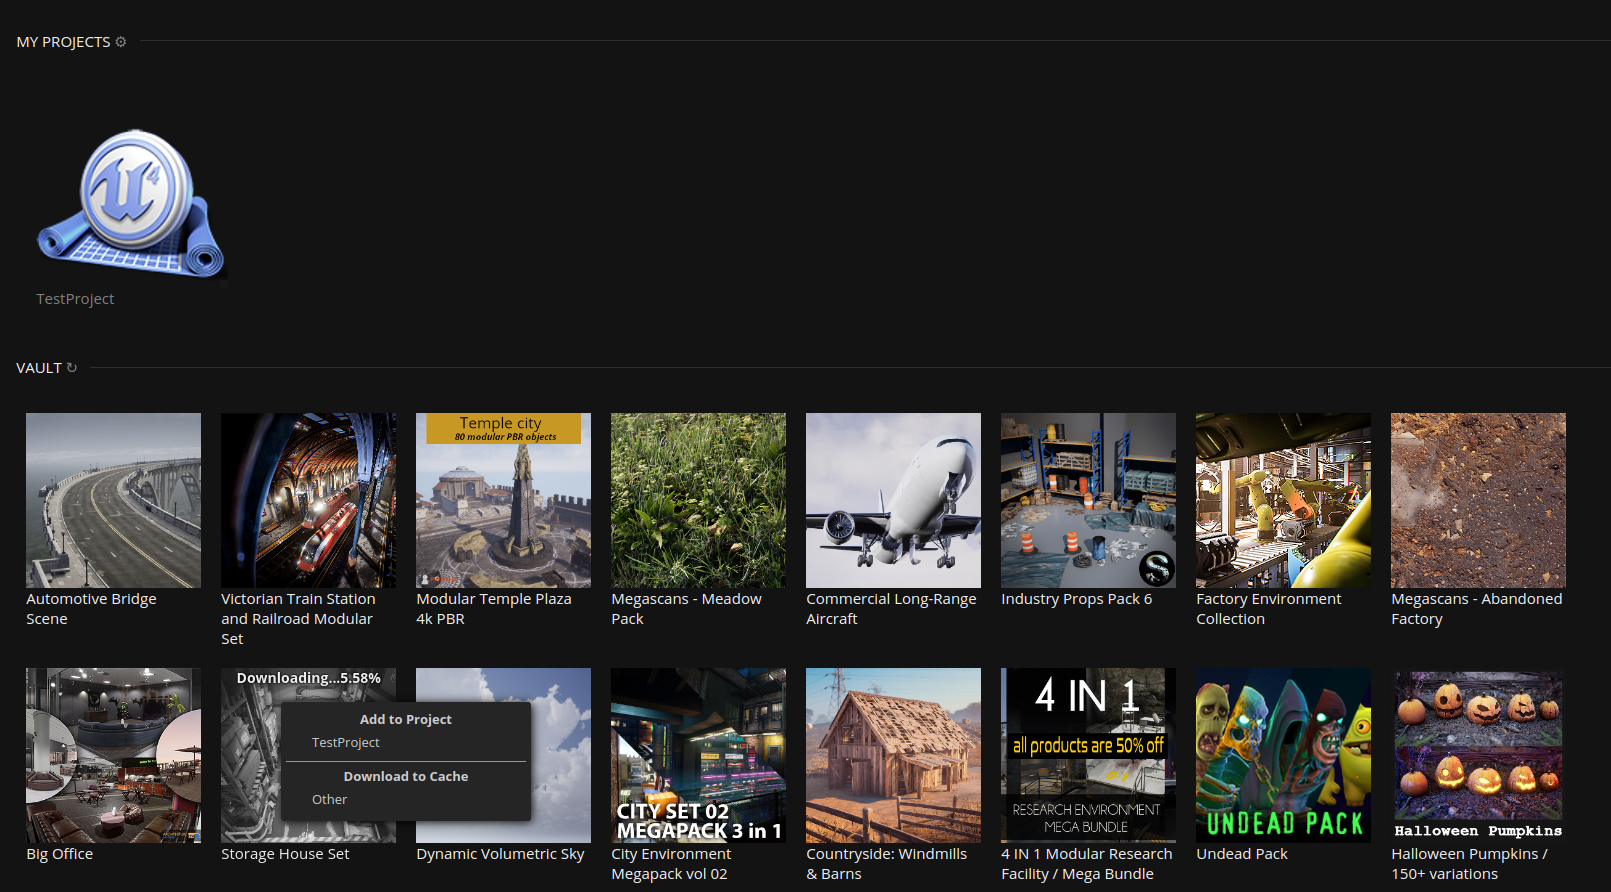 MY PROJECTS
TestProject
VAULT
Temple city
80 modular PBR objects
Automotive Bridge
Scene
Victorian Train Station
and Railroad Modular
Set
Modular Temple Plaza
4k PBR
Megascans - Meadow
Pack
Commercial Long-Range
Aircraft
Industry Props Pack 6
Factory Environment
Collection
Megascans - Abandoned
Factory
Downloading...5.58%
Add to Project
TestProject
Download to Cache
Other
CITY SET 02
MEGAPACK 3 in 1
4 IN 1
all products are 50% off
RESEARCH ENVIRONMENT
MEGA BUNDLE
UNDEAD PACK
Halloween Pumpkins
Big Office
Storage House Set
Dynamic Volumetric Sky
City Environment
Megapack vol 02
Countryside: Windmills
& Barns
4 IN 1 Modular Research
Facility / Mega Bundle
Undead Pack
Halloween Pumpkins /
150+ variations